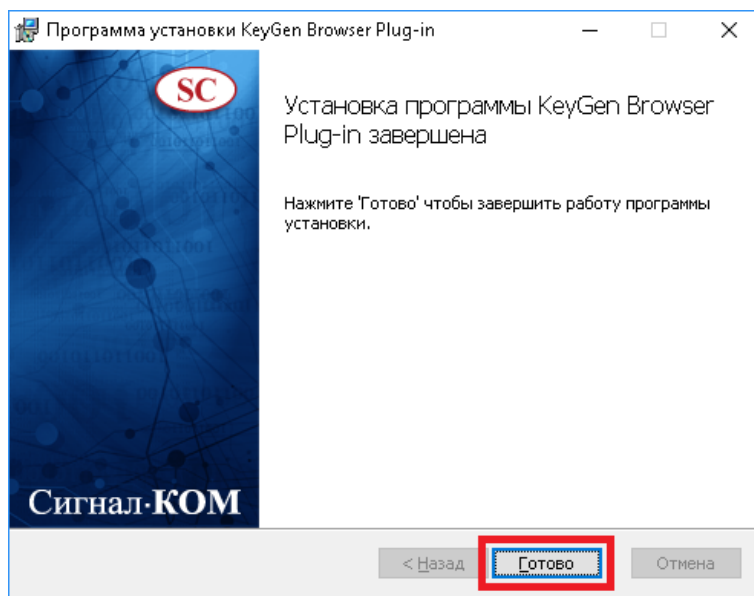 Программа установки KeyGen Browser Plug-in
SC
Установка программы KeyGen Browser
Plug-in завершена
Нажмите 'Готово' чтобы завершить работу программы
установки.
Сигнал·КОМ
< Назад
Готово
Отмена